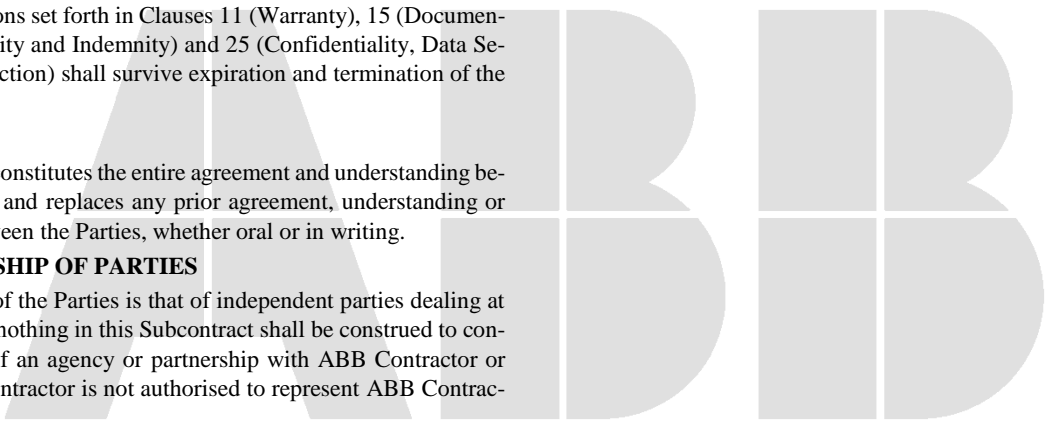 ons set forth in Clauses 11 (Warranty), 15 (Documen-
ity and Indemnity) and 25 (Confidentiality, Data Se-
ction) shall survive expiration and termination of the
onstitutes the entire agreement and understanding be-
and replaces any prior agreement, understanding or
ween the Parties, whether oral or in writing.
SHIP OF PARTIES
of the Parties is that of independent parties dealing at
nothing in this Subcontract shall be construed to con-
f an agency or partnership with ABB Contractor or
ntractor is not authorised to represent ABB Contrac-
ABB